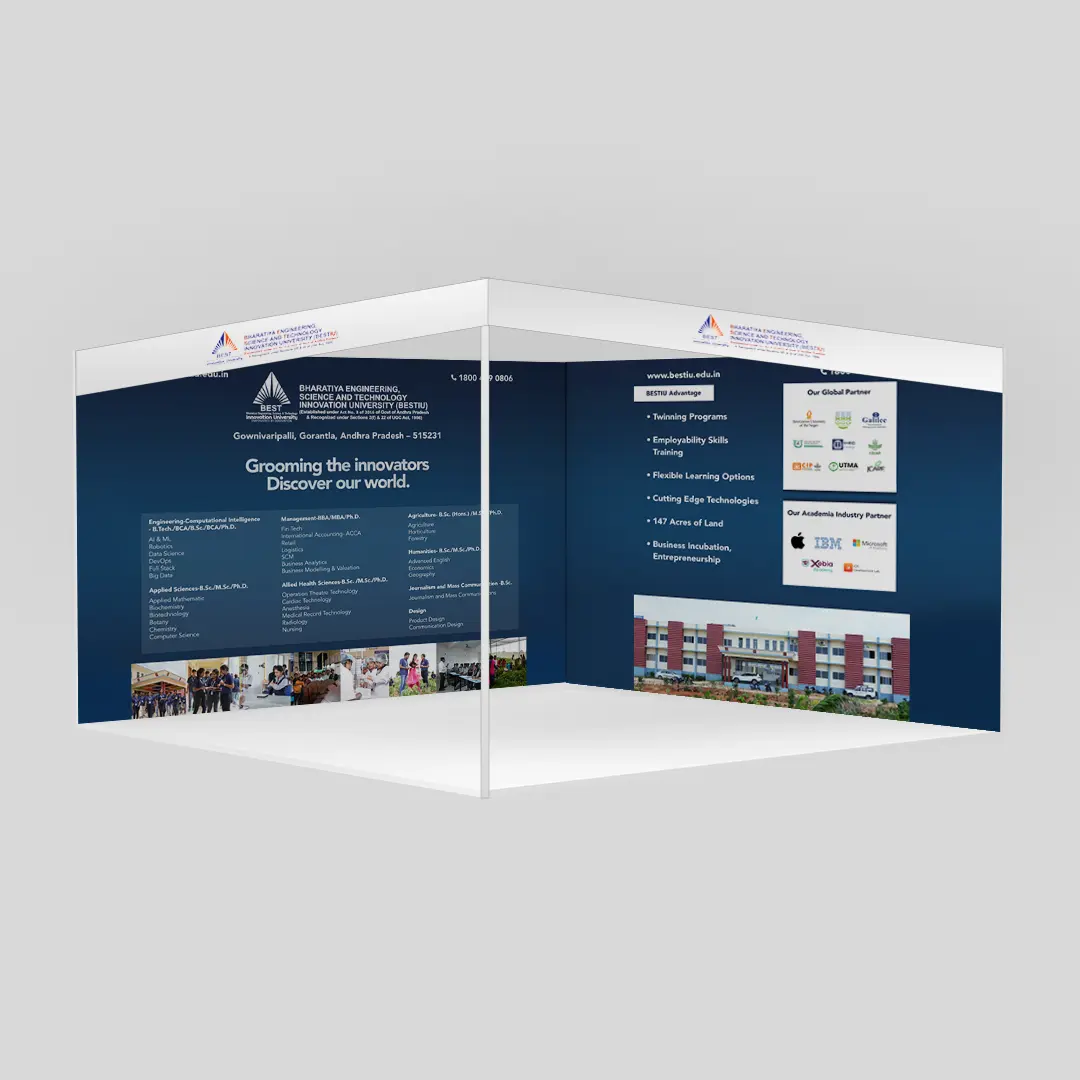 BHARATIYA ENGINEERING,
SCIENCE AND TECHNOLOGY
INNOVATION UNIVERSITY (BESTIU)
BEST
Innovation University
BHARATIYA ENGINEERING,
SCIENCE AND TECHNOLOGY
INNOVATION UNIVERSITY (BESTIU)
BEST
Innovation University
1800 9 0806
BEST
Innovation University
BHARATIYA ENGINEERING,
SCIENCE AND TECHNOLOGY
INNOVATION UNIVERSITY (BESTIU)
(Established under Act No. of 2016 of Govt of Andhra Pradesh
& Recognized under Sections 2(f) & 22 of UGC Act, 1956)
Gownivaripalli, Gorantla, Andhra Pradesh – 515231
Grooming the innovators
Discover our world.
Engineering-Computational Intelligence
- B.Tech./BCA/B.Sc./BCA/Ph.D.
AI & ML
Robotics
Data Science
DevOps
Full Stack
Big Data
Applied Sciences-B.Sc./M.Sc./Ph.D.
Applied Mathematic
Biochemistry
Biotechnology
Botany
Chemistry
Computer Science
Management-BBA/MBA/Ph.D.
Fin Tech
International Accounting- ACCA
Retail
Logistics
SCM
Business Analytics
Business Modelling & Valuation
Allied Health Sciences-B.Sc. /M.Sc./Ph.D.
Operation Theatre Technology
Cardiac Technology
Anesthesia
Medical Record Technology
Radiology
Nursing
Agriculture- B.Sc. (Hons.) /M.S /Ph.D.
Agriculture
Horticulture
Forestry
Humanities- B.Sc./M.Sc./Ph.D.
Advanced English
Economics
Geography
Journalism and Mass Communication -B.Sc.
Journalism and Mass Communications
Design
Product Design
Communication Design
www.bestiu.edu.in
BESTIU Advantage
• Twinning Programs
• Employability Skills
Training
• Flexible Learning Options
• Cutting Edge Technologies
• 147 Acres of Land
• Business Incubation,
Entrepreneurship
Our Global Partner
Galilee
CIP
UTMA
iCARE
Our Academia Industry Partner
IBM
Microsoft
Xebia